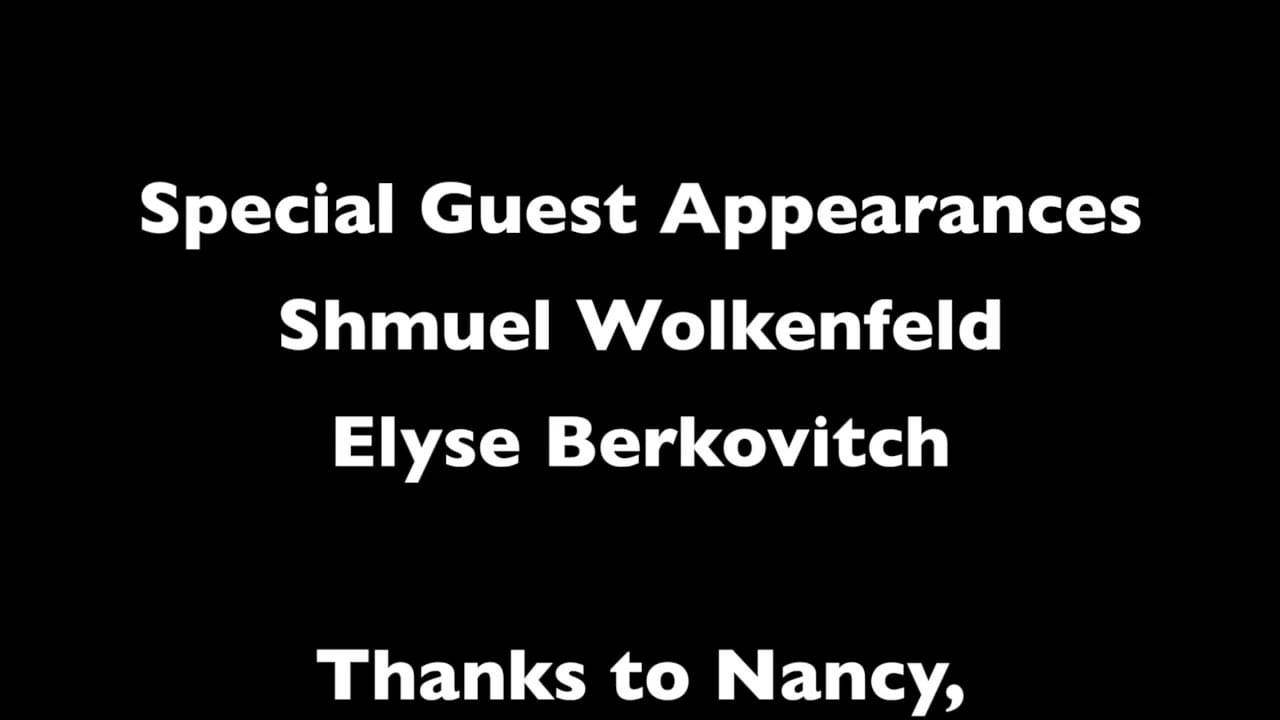 Special Guest Appearances
Shmuel Wolkenfeld
Elyse Berkovitch
Thanks to Nancy,